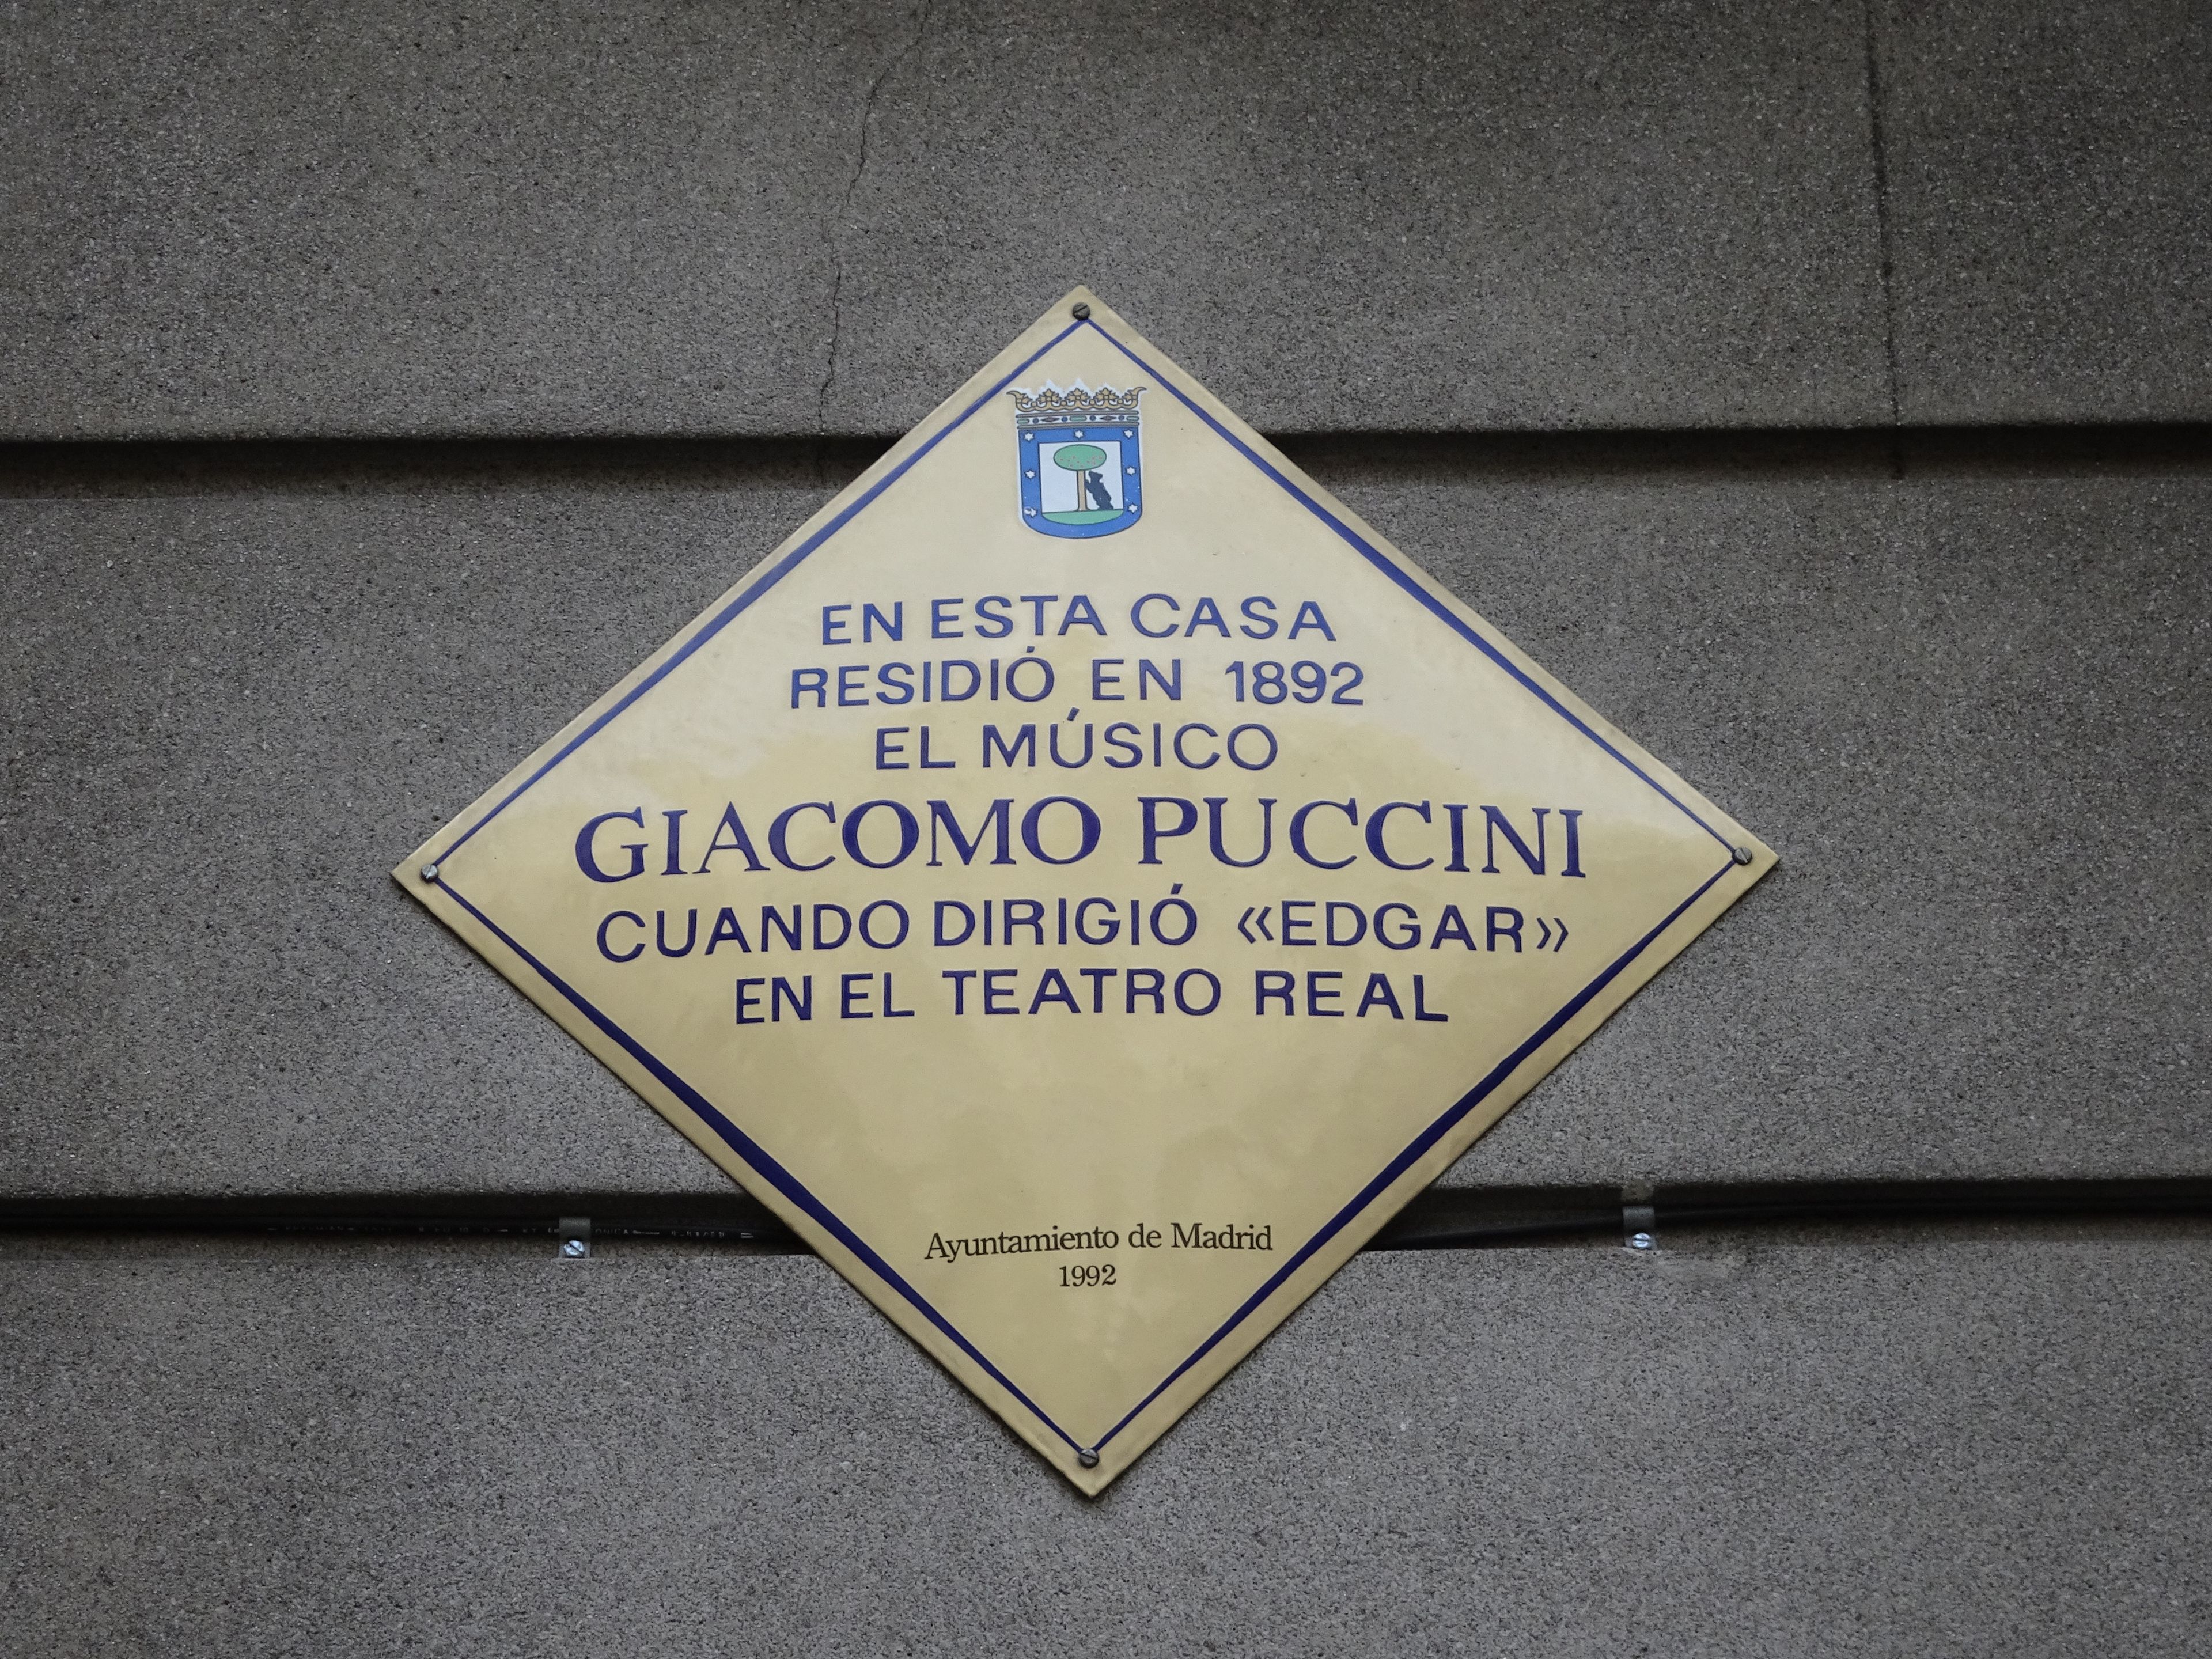 EN ESTA CASA
RESIDIÓ EN 1892
EL MÚSICO
GIACOMO PUCCINI
CUANDO DIRIGIÓ «EDGAR»
EN EL TEATRO REAL
Ayuntamiento de Madrid
1992